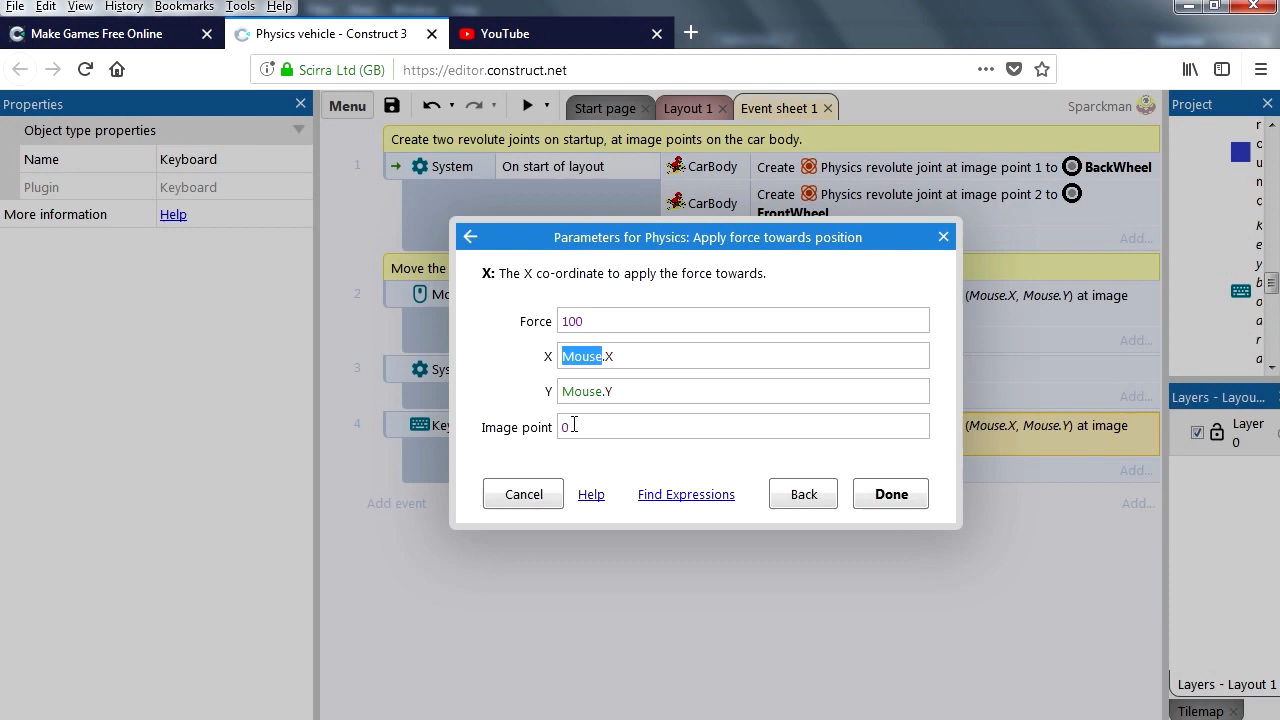 File Edit View History Bookmarks Tools Help
Make Games Free Online
Physics vehicle - Construct 3
YouTube
Scirra Ltd (GB)
https://editor.construct.net
Properties
Menu
Start page
Layout 1
Event sheet 1
Sparckman
Project
Object type properties
Name Keyboard
Plugin Keyboard
More information Help
Create two revolute joints on startup, at image points on the car body.
1 System On start of layout CarBody Create Physics revolute joint at image point 1 to BackWheel
CarBody Create Physics revolute joint at image point 2 to
FrontWheel
Add...
Move the
2 Mo (Mouse.X, Mouse.Y) at image
Add...
3 Sys
Add...
4 Key (Mouse.X, Mouse.Y) at image
Add...
Add event Add...
Parameters for Physics: Apply force towards position
X: The X co-ordinate to apply the force towards.
Force 100
X Mouse.X
Y Mouse.Y
Image point 0
Cancel Help Find Expressions Back Done
r
o
u
n
c
K
e
y
b
o
a
r
Layers - Layou...
Layer
0
Layers - Layout 1
Tilemap